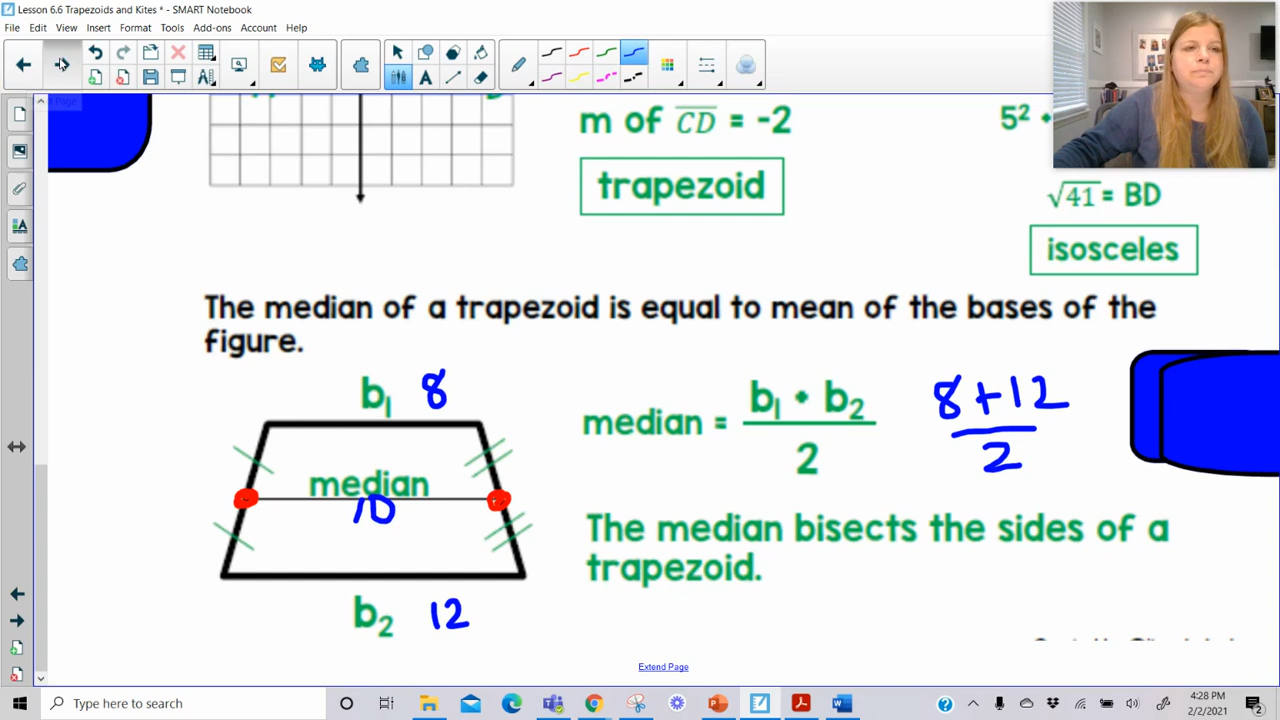 Lesson 6.6 Trapezoids and Kites * - SMART Notebook
File Edit View Insert Format Tools Add-ons Account Help
m of CD = -2
5²
trapezoid
√41 = BD
isosceles
The median of a trapezoid is equal to mean of the bases of the
figure.
b₁ 8
median
10
b₂ 12
median = b₁ + b₂
2
8+12
2
The median bisects the sides of a
trapezoid.
Extend Page
Type here to search
4:28 PM
2/2/2021